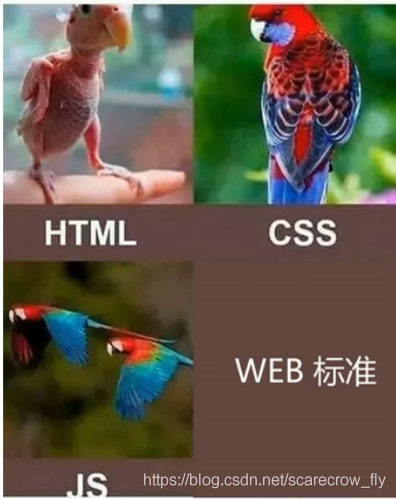 HTML
CSS
WEB 标准
JS
https://blog.csdn.net/scarecrow_fly